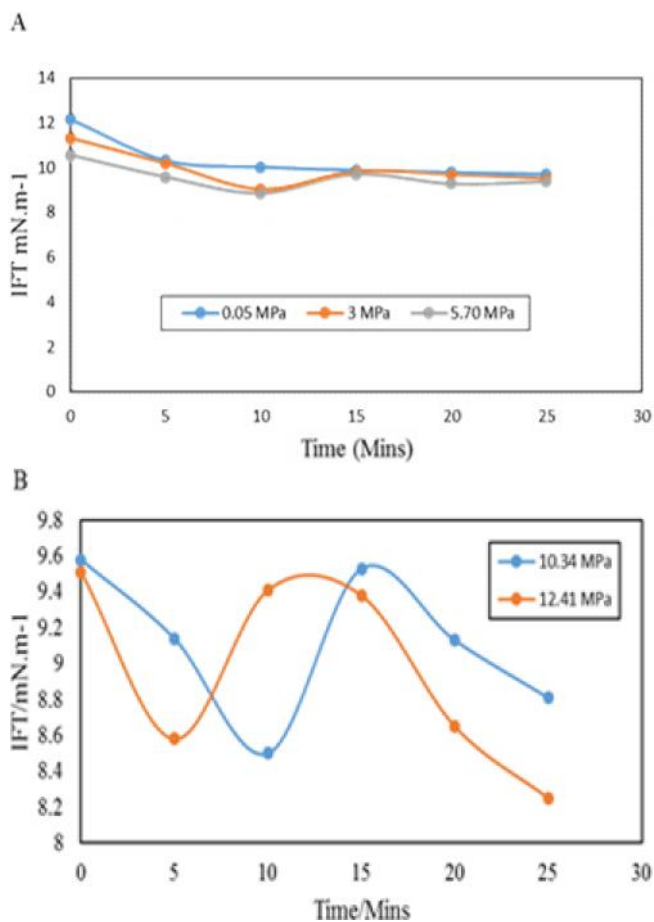 A
14
12
10
8
6
4
2
0
IFT mN.m-1
0.05 MPa 3 MPa 5.70 MPa
0 5 10 15 20 25 30
Time (Mins)
B
9.8
9.6
9.4
9.2
9
8.8
8.6
8.4
8.2
8
IFT/mN.m-1
10.34 MPa
12.41 MPa
0 5 10 15 20 25 30
Time/Mins